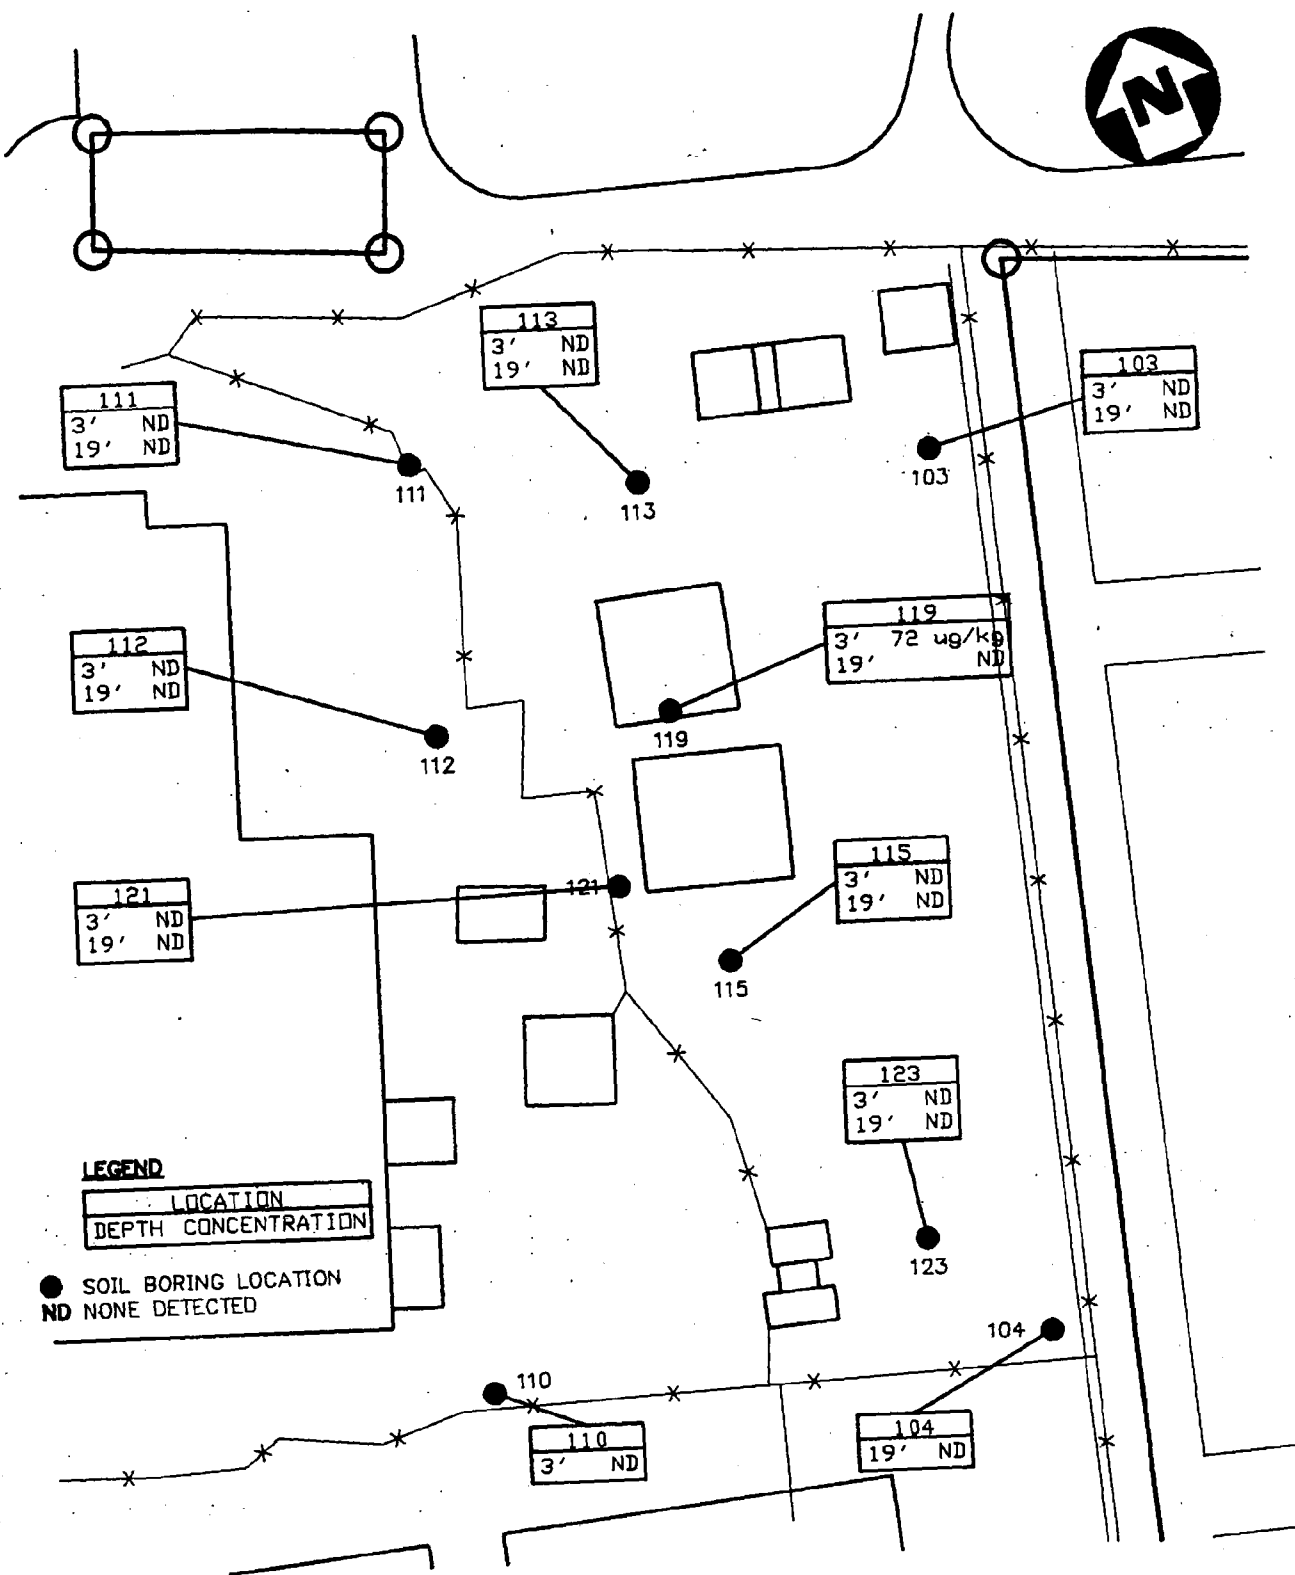 N
113
3' ND
19' ND
103
3' ND
19' ND
111
3' ND
19' ND
111
113
103
119
3' 72 ug/kg
19' ND
112
3' ND
19' ND
119
112
115
3' ND
19' ND
121
3' ND
19' ND
121
115
123
3' ND
19' ND
LEGEND
LOCATION
DEPTH CONCENTRATION
SOIL BORING LOCATION
ND NONE DETECTED
123
104
110
110
3' ND
104
19' ND